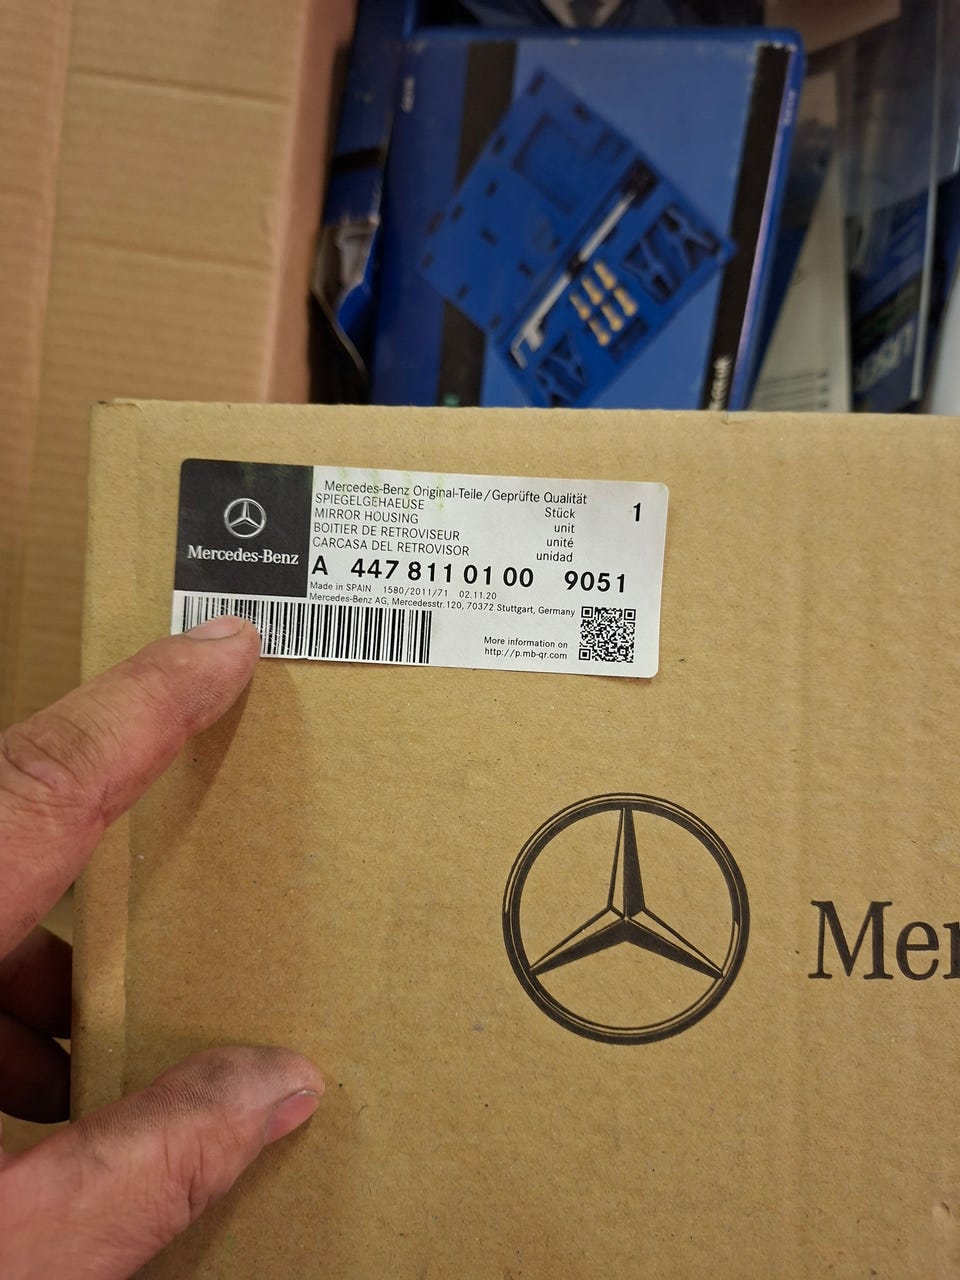 Mercedes-Benz Original-Teile/Geprüfte Qualität
SPIEGELGEHAEUSE Stück 1
MIRROR HOUSING unit
BOITIER DE RETROVISEUR unité
CARCASA DEL RETROVISOR unidad
Mercedes-Benz
A 447 811 01 00 9051
Made in SPAIN 1580/2011/71 02.11.20
Mercedes-Benz AG, Mercedesstr.120, 70372 Stuttgart, Germany
More information on
http://p.mb-qr.com
Mer